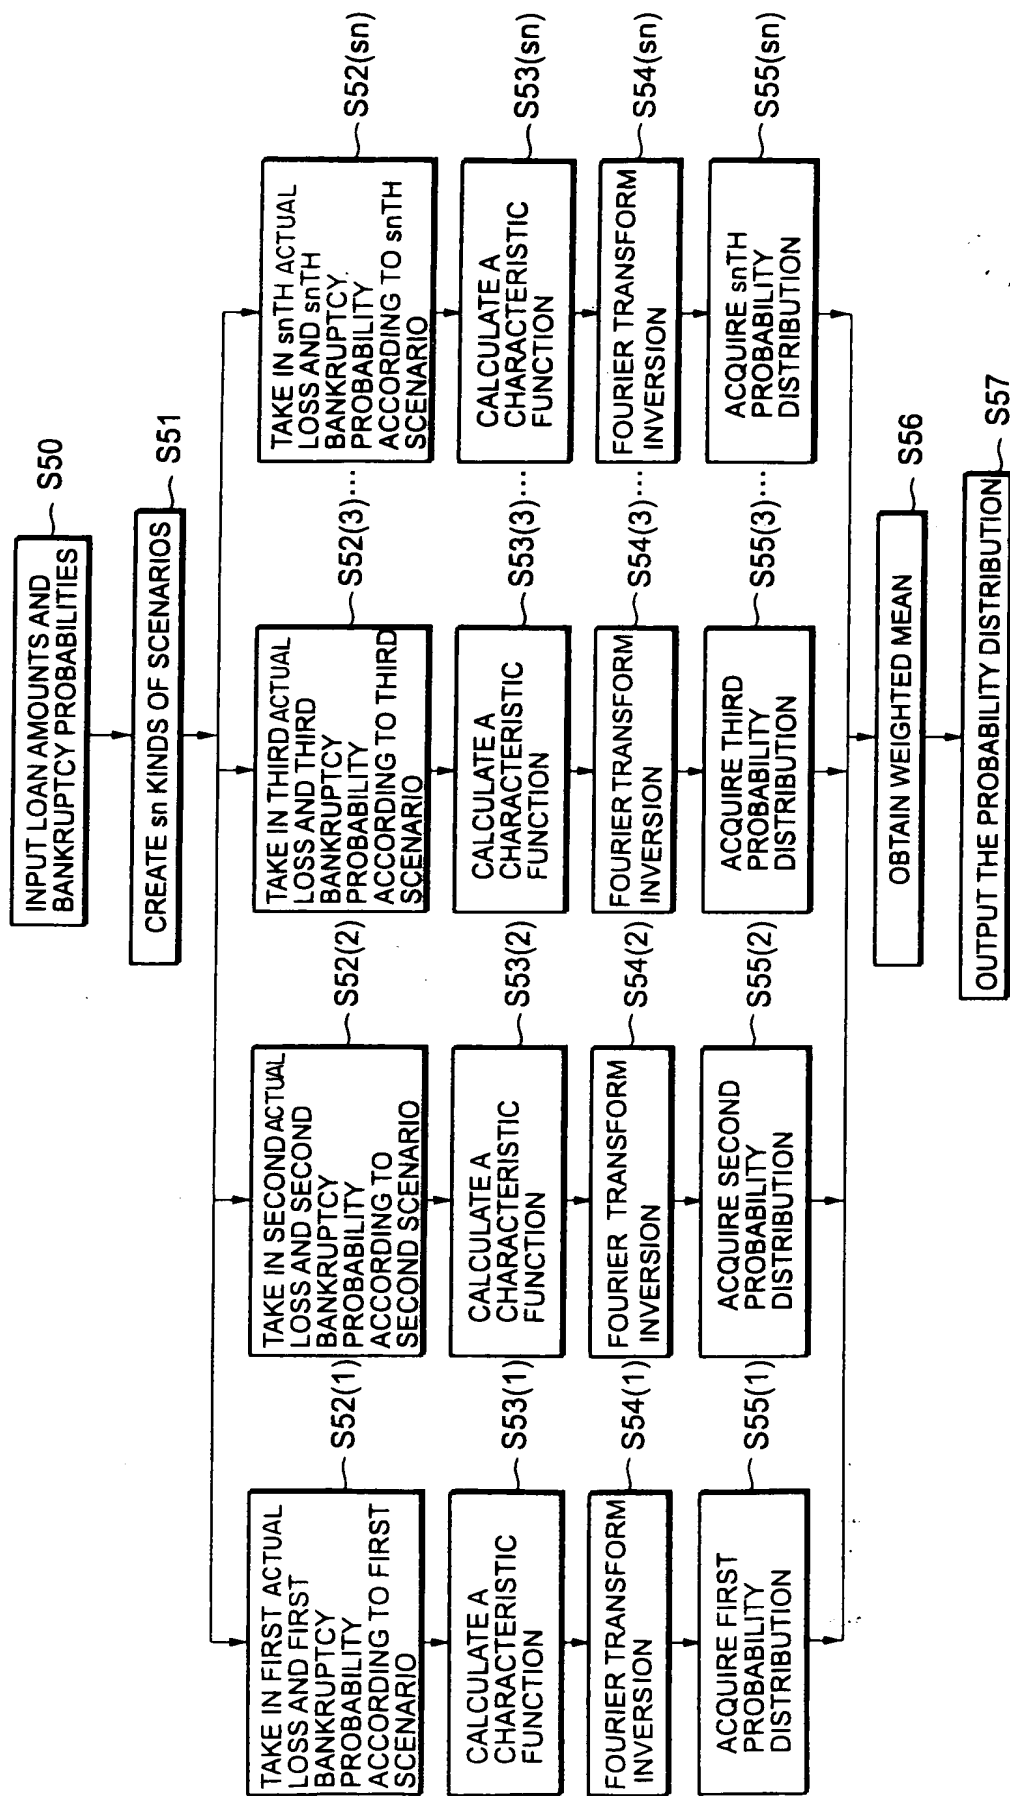 INPUT LOAN AMOUNTS AND
BANKRUPTCY PROBABILITIES
S50
CREATE sn KINDS OF SCENARIOS
S51
TAKE IN FIRST ACTUAL
LOSS AND FIRST
BANKRUPTCY
PROBABILITY
ACCORDING TO FIRST
SCENARIO
S52(1)
TAKE IN SECOND ACTUAL
LOSS AND SECOND
BANKRUPTCY
PROBABILITY
ACCORDING TO
SECOND SCENARIO
S52(2)
TAKE IN THIRD ACTUAL
LOSS AND THIRD
BANKRUPTCY
PROBABILITY
ACCORDING TO THIRD
SCENARIO
S52(3)...
TAKE IN snTH ACTUAL
LOSS AND snTH
BANKRUPTCY.
PROBABILITY
ACCORDING TO snTH
SCENARIO
S52(sn)
CALCULATE A
CHARACTERISTIC
FUNCTION
S53(1)
CALCULATE A
CHARACTERISTIC
FUNCTION
S53(2)
CALCULATE A
CHARACTERISTIC
FUNCTION
S53(3)...
CALCULATE A
CHARACTERISTIC
FUNCTION
S53(sn)
FOURIER TRANSFORM
INVERSION
S54(1)
FOURIER TRANSFORM
INVERSION
S54(2)
FOURIER TRANSFORM
INVERSION
S54(3)...
FOURIER TRANSFORM
INVERSION
S54(sn)
ACQUIRE FIRST
PROBABILITY
DISTRIBUTION
S55(1)
ACQUIRE SECOND
PROBABILITY
DISTRIBUTION
S55(2)
ACQUIRE THIRD
PROBABILITY
DISTRIBUTION
S55(3)...
ACQUIRE snTH
PROBABILITY
DISTRIBUTION
S55(sn)
OBTAIN WEIGHTED MEAN
S56
OUTPUT THE PROBABILITY DISTRIBUTION
S57